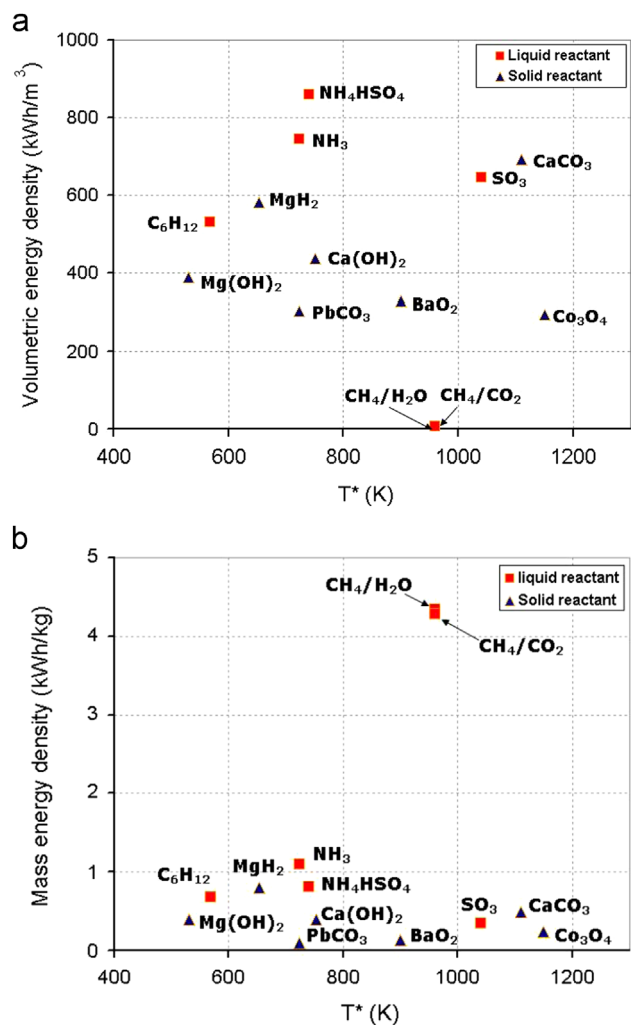 a
Volumetric energy density (kWh/m³)
1000
800
600
400
200
0
Liquid reactant
Solid reactant
NH₄HSO₄
NH₃
CaCO₃
SO₃
MgH₂
C₆H₁₂
Ca(OH)₂
Mg(OH)₂
PbCO₃
BaO₂
Co₃O₄
CH₄/H₂O
CH₄/CO₂
400
600
800
1000
1200
T* (K)
b
Mass energy density (kWh/kg)
5
4
3
2
1
0
liquid reactant
Solid reactant
CH₄/H₂O
CH₄/CO₂
NH₃
MgH₂
C₆H₁₂
NH₄HSO₄
SO₃
CaCO₃
Mg(OH)₂
Ca(OH)₂
PbCO₃
BaO₂
Co₃O₄
400
600
800
1000
1200
T* (K)